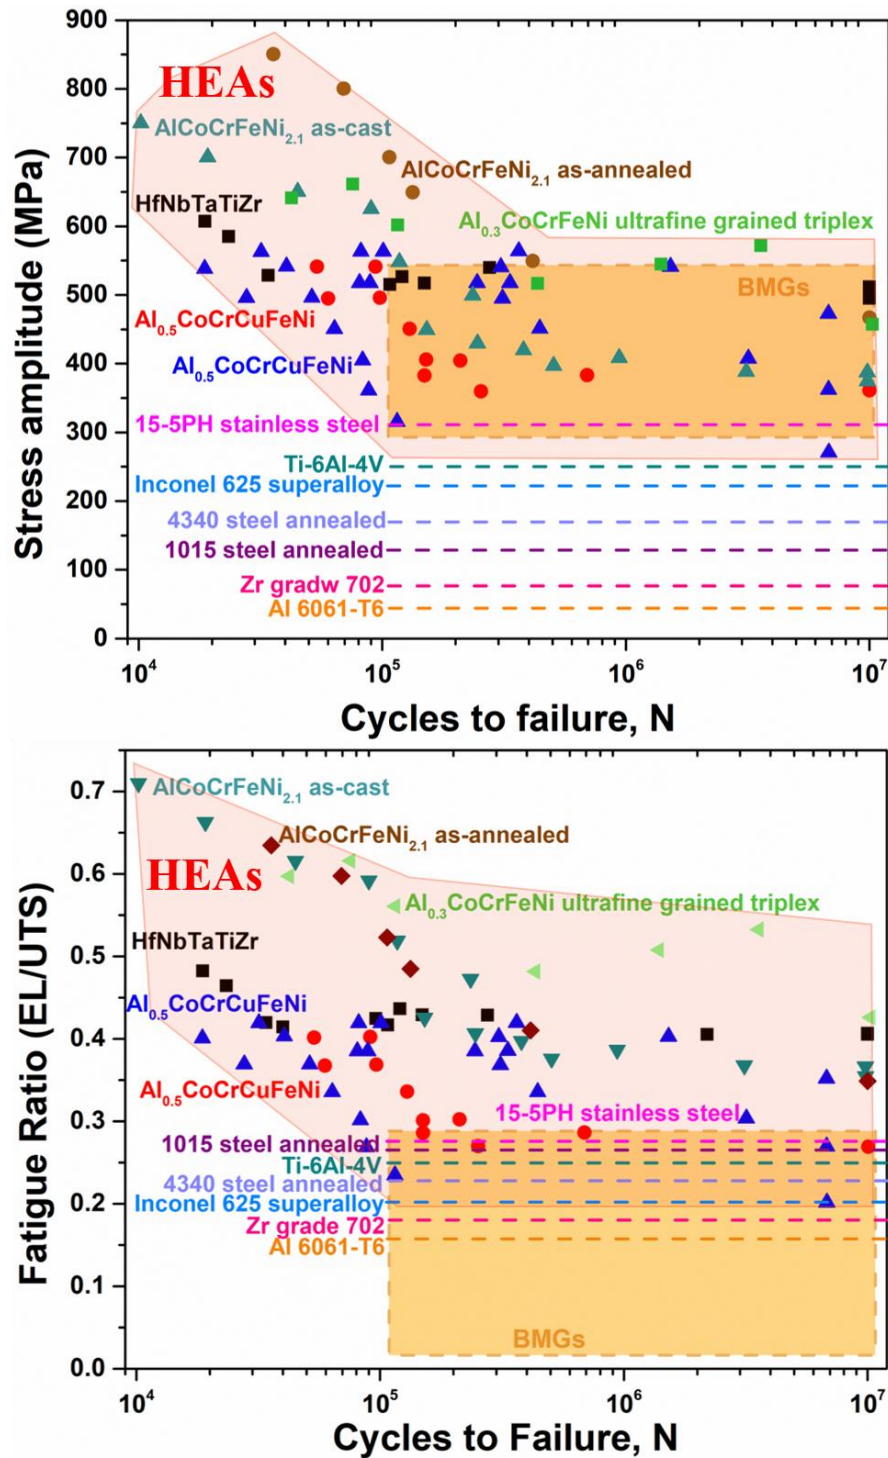 900
800
700
600
500
400
300
200
100
0
Stress amplitude (MPa)
HEAs
AlCoCrFeNi2.1 as-cast
AlCoCrFeNi2.1 as-annealed
HfNbTaTiZr
Al0.3CoCrFeNi ultrafine grained triplex
BMGs
Al0.5CoCrCuFeNi
Al0.5CoCrCuFeNi
15-5PH stainless steel
Ti-6Al-4V
Inconel 625 superalloy
4340 steel annealed
1015 steel annealed
Zr gradw 702
Al 6061-T6
10^4 10^5 10^6 10^7
Cycles to failure, N
0.7
0.6
0.5
0.4
0.3
0.2
0.1
0.0
Fatigue Ratio (EL/UTS)
AlCoCrFeNi2.1 as-cast
AlCoCrFeNi2.1 as-annealed
HEAs
Al0.3CoCrFeNi ultrafine grained triplex
HfNbTaTiZr
Al0.5CoCrCuFeNi
Al0.5CoCrCuFeNi
15-5PH stainless steel
1015 steel annealed
Ti-6Al-4V
4340 steel annealed
Inconel 625 superalloy
Zr grade 702
Al 6061-T6
BMGs
10^4 10^5 10^6 10^7
Cycles to Failure, N